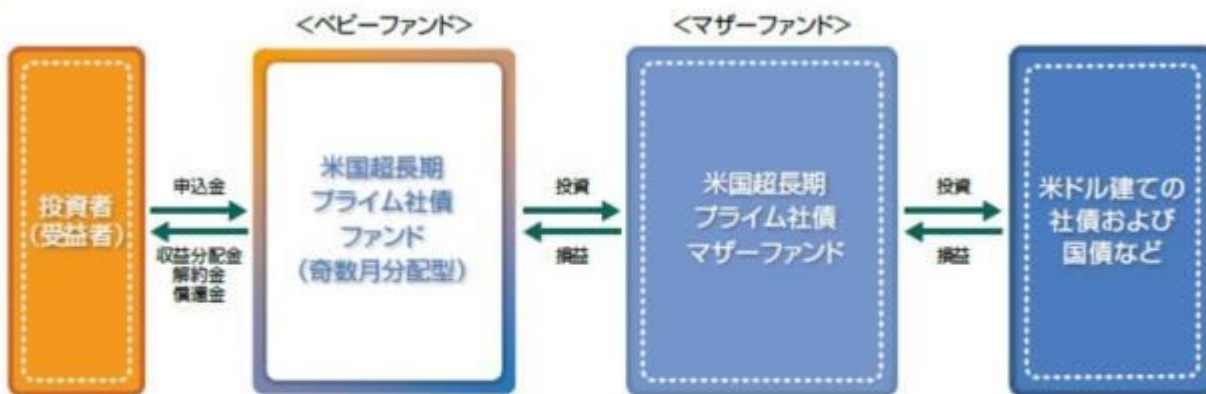 <ベビーファンド>
<マザーファンド>
投資者
(受益者)
申込金
収益分配金
解約金
償還金
米国超長期
プライム社債
ファンド
(奇数月分配型)
投資
損益
米国超長期
プライム社債
マザーファンド
投資
損益
米ドル建ての
社債および
国債など